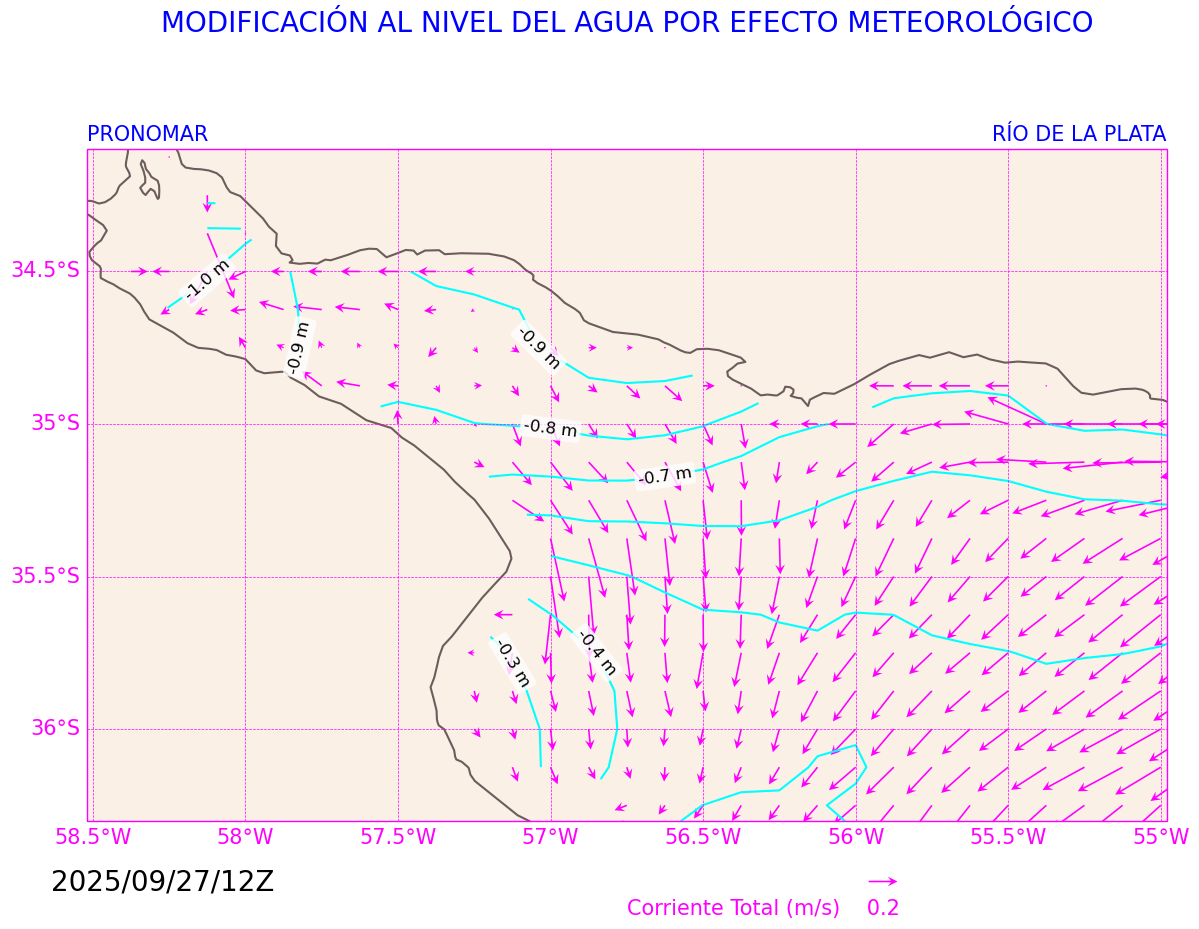 MODIFICACIÓN AL NIVEL DEL AGUA POR EFECTO METEOROLÓGICO
PRONOMAR RÍO DE LA PLATA
34.5°S
35°S
35.5°S
36°S
-1.0 m
-0.9 m
-0.9 m
-0.8 m
-0.7 m
-0.4 m
-0.3 m
58.5°W 58°W 57.5°W 57°W 56.5°W 56°W 55.5°W 55°W
2025/09/27/12Z
Corriente Total (m/s) 0.2